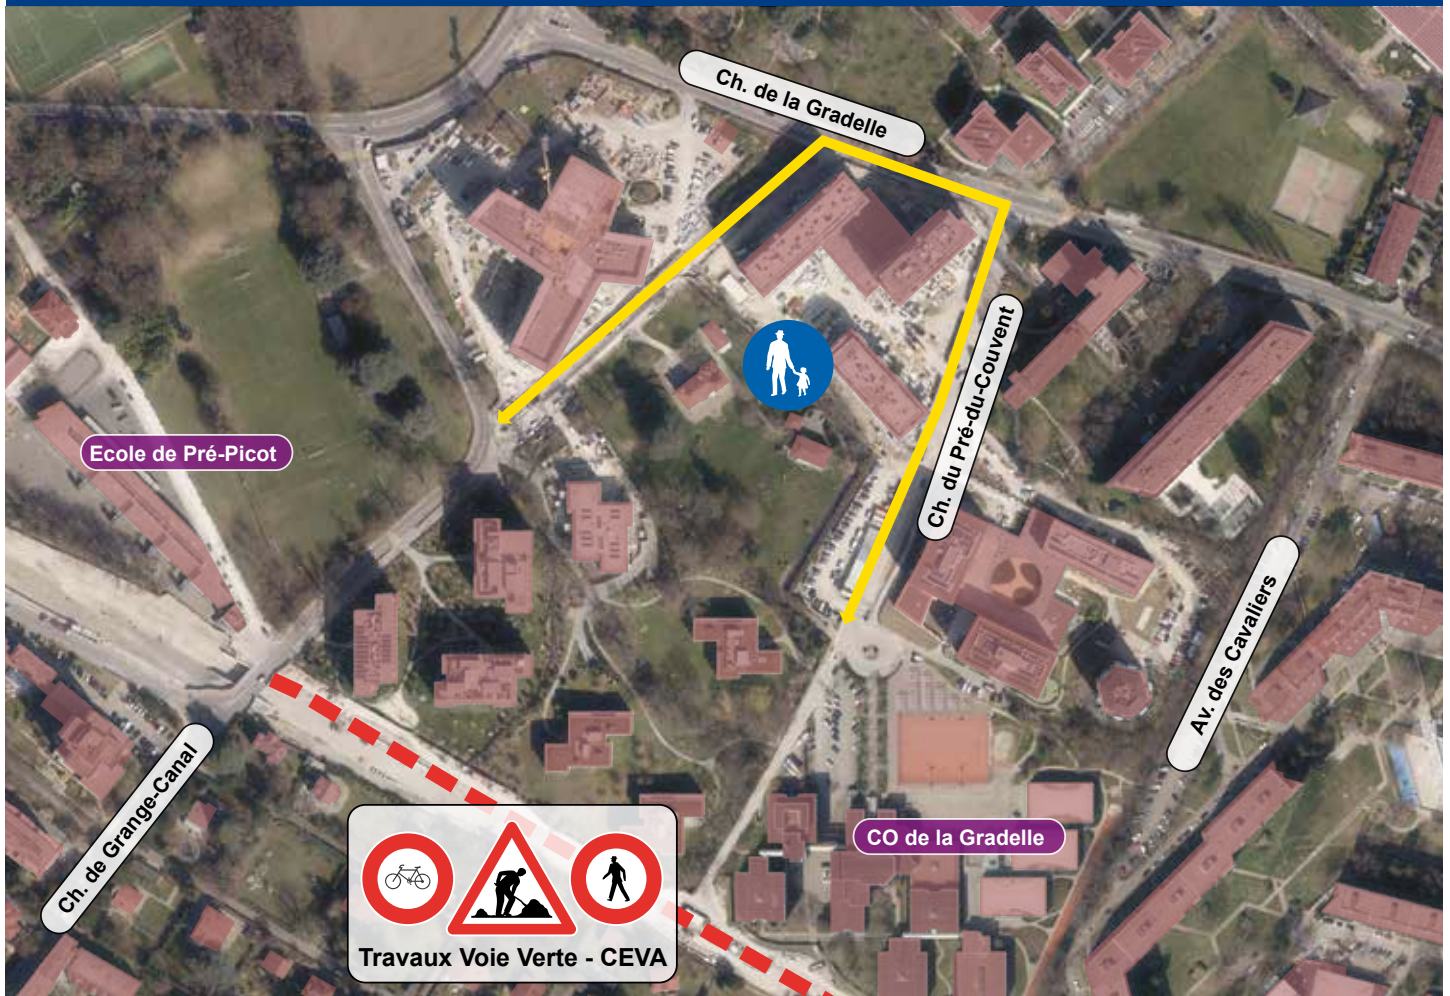 Ch. de la Gradelle
Ch. du Pré-du-Couvent
Ecole de Pré-Picot
Av. des Cavaliers
Ch. de Grange-Canal
CO de la Gradelle
Travaux Voie Verte - CEVA